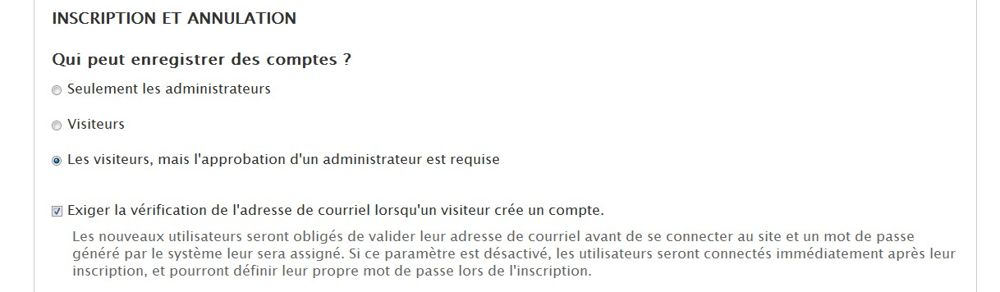 INSCRIPTION ET ANNULATION
Qui peut enregistrer des comptes ?
Seulement les administrateurs
Visiteurs
Les visiteurs, mais l'approbation d'un administrateur est requise
Exiger la vérification de l'adresse de courriel lorsqu'un visiteur crée un compte.
Les nouveaux utilisateurs seront obligés de valider leur adresse de courriel avant de se connecter au site et un mot de passe
généré par le système leur sera assigné. Si ce paramètre est désactivé, les utilisateurs seront connectés immédiatement après leur
inscription, et pourront définir leur propre mot de passe lors de l'inscription.